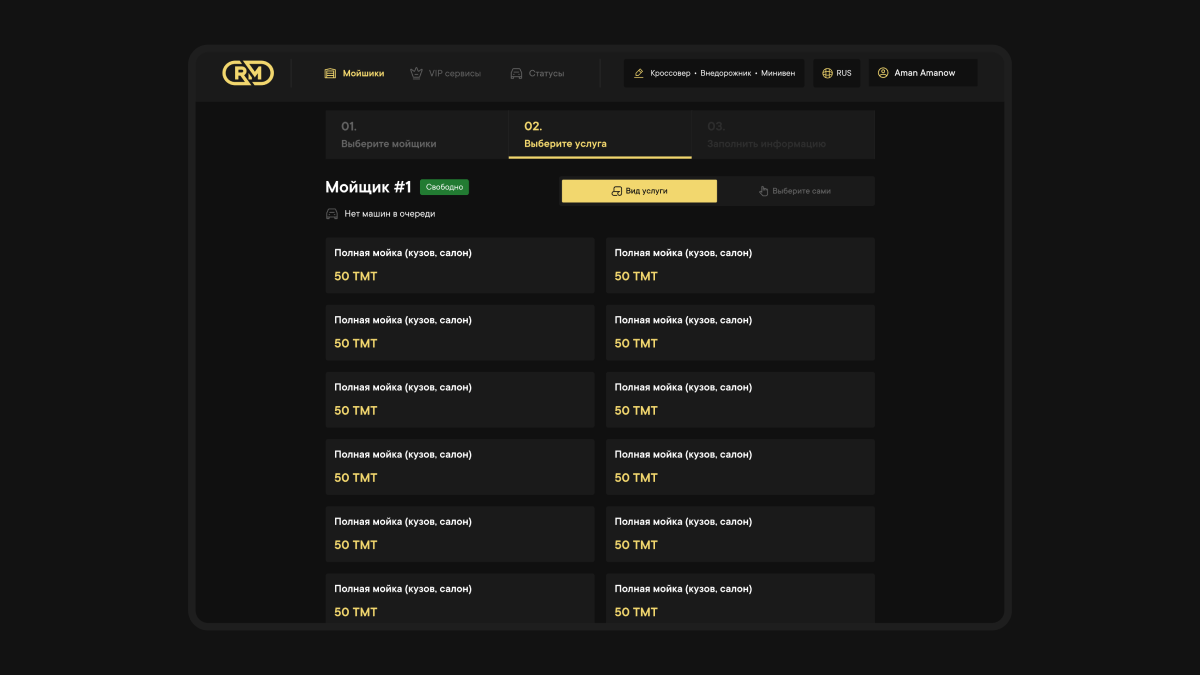 RM
Мойшики
VIP сервисы
Статусы
Кроссовер • Внедорожник • Минивен
RUS
Aman Amanow
01.
Выберите мойщики
02.
Выберите услуга
03.
Заполнить информацию
Мойщик #1
Свободно
Вид услуги
Выберите сами
Нет машин в очереди
Полная мойка (кузов, салон)
50 TMT
Полная мойка (кузов, салон)
50 TMT
Полная мойка (кузов, салон)
50 TMT
Полная мойка (кузов, салон)
50 TMT
Полная мойка (кузов, салон)
50 TMT
Полная мойка (кузов, салон)
50 TMT
Полная мойка (кузов, салон)
50 TMT
Полная мойка (кузов, салон)
50 TMT
Полная мойка (кузов, салон)
50 TMT
Полная мойка (кузов, салон)
50 TMT
Полная мойка (кузов, салон)
50 TMT
Полная мойка (кузов, салон)
50 TMT